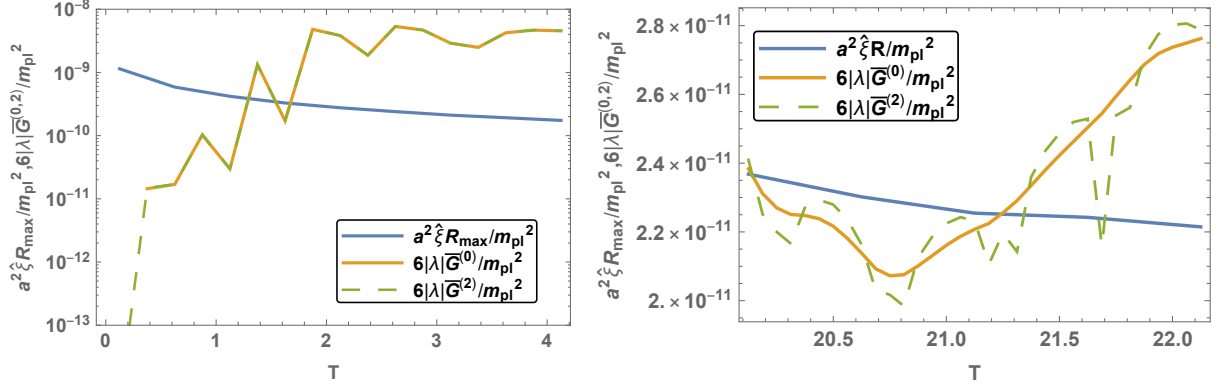 a²ξ̂R_max/m_pl², 6|λ|G̅^(0,2)/m_pl²
10⁻⁸
10⁻⁹
10⁻¹⁰
10⁻¹¹
10⁻¹²
10⁻¹³
a²ξ̂R_max/m_pl²
6|λ|G̅^(0)/m_pl²
6|λ|G̅^(2)/m_pl²
0 1 2 3 4
T
a²ξ̂R_max/m_pl², 6|λ|G̅^(0,2)/m_pl²
2.8×10⁻¹¹
2.6×10⁻¹¹
2.4×10⁻¹¹
2.2×10⁻¹¹
2.×10⁻¹¹
a²ξ̂R/m_pl²
6|λ|G̅^(0)/m_pl²
6|λ|G̅^(2)/m_pl²
20.5 21.0 21.5 22.0
T